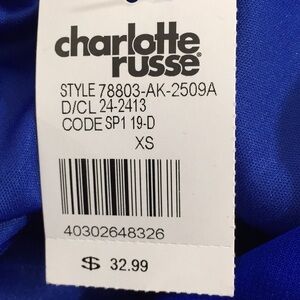 charlotte
russe®
STYLE 78803-AK-2509A
D/CL 24-2413
CODE SP1 19-D
XS
40302648326
$ 32.99